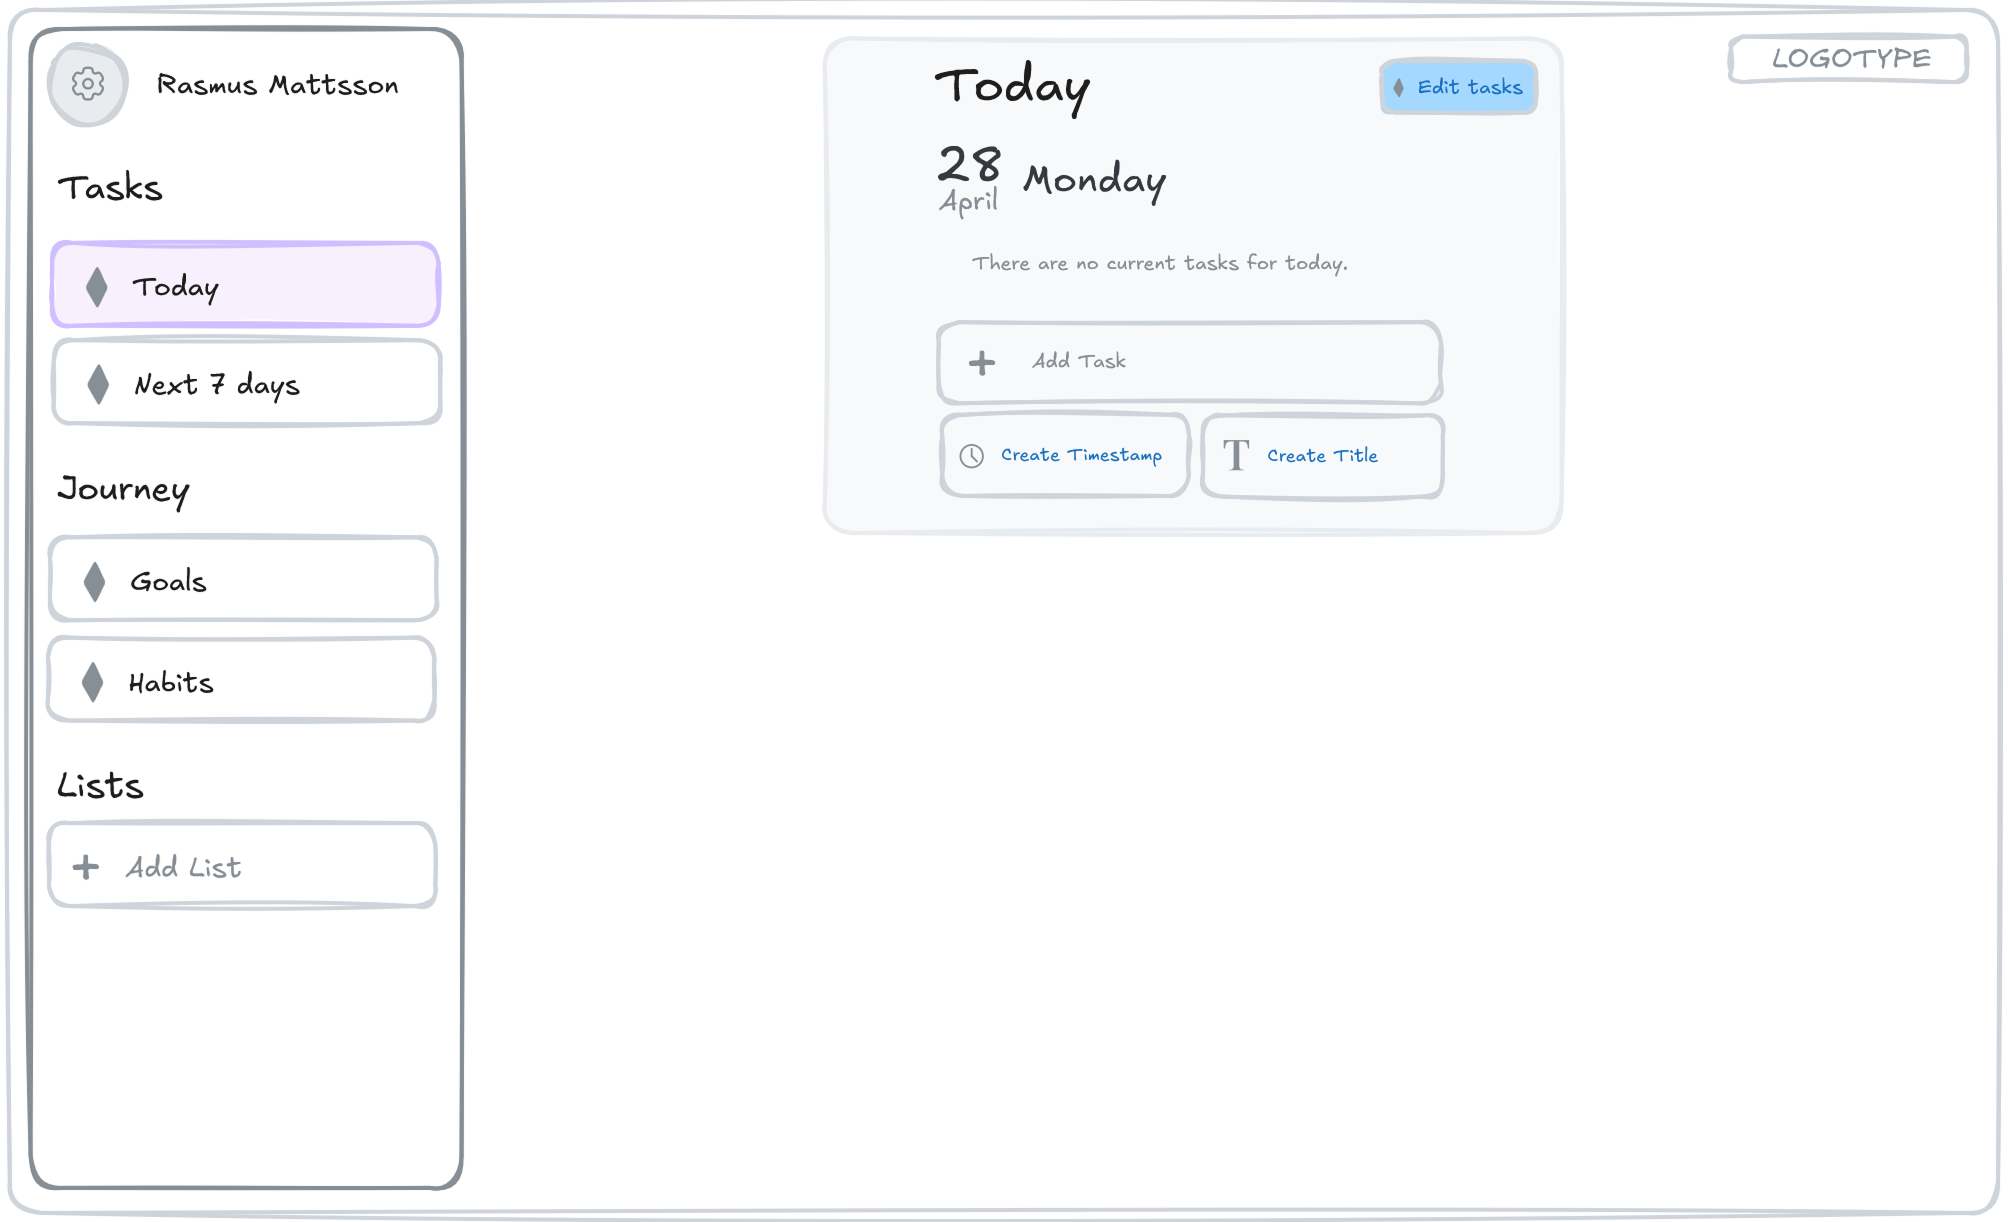 Rasmus Mattsson
Tasks
Today
Next 7 days
Journey
Goals
Habits
Lists
Add List
Today
Edit tasks
28
April
Monday
There are no current tasks for today.
Add Task
Create Timestamp
T Create Title
LOGOTYPE